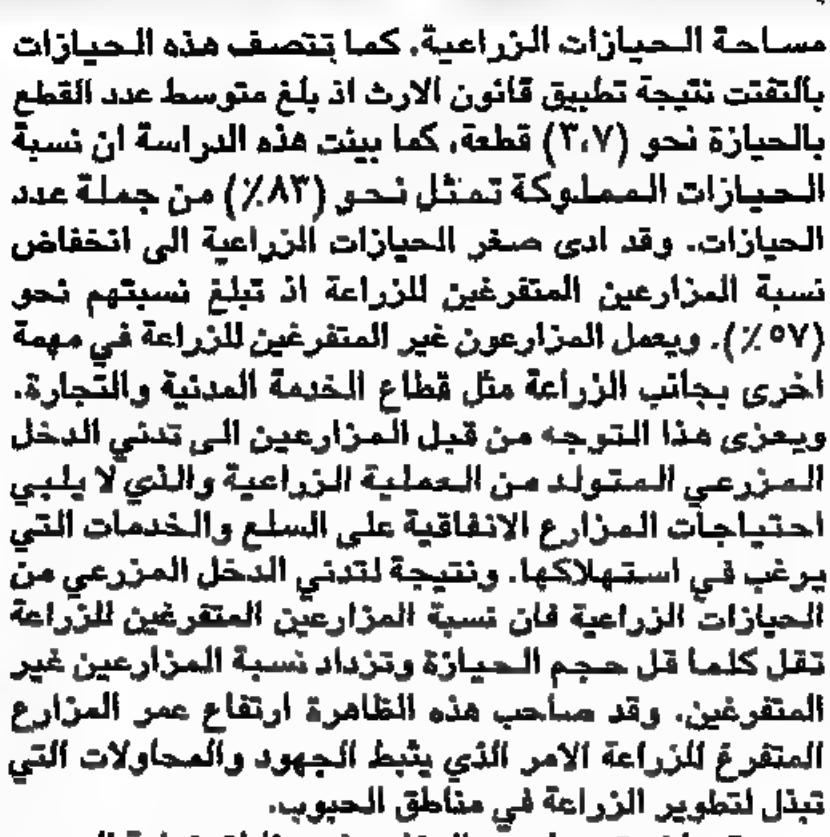 مساحة الحيازات الزراعية. كما تتصف هذه الحيازات
بالتفتت نتيجة تطبيق قانون الارث اذ بلغ متوسط عدد القطع
بالحيازة نحو (٣،٧) قطعة، كما بينت هذه الدراسة ان نسبة
الحيازات المملوكة تمثل نحو (٨٣٪) من جملة عدد
الحيازات. وقد ادى صغر الحيازات الزراعية الى انخفاض
نسبة المزارعين المتفرغين للزراعة اذ تبلغ نسبتهم نحو
(٥٧٪). ويعمل المزارعون غير المتفرغين للزراعة في مهمة
اخرى بجانب الزراعة مثل قطاع الخدمة المدنية والتجارة.
ويعزى هذا التوجه من قبل المزارعين الى تدني الدخل
المزرعي المتولد من العملية الزراعية والذي لا يلبي
احتياجات المزارع الانفاقية على السلع والخدمات التي
يرغب في استهلاكها. ونتيجة لتدني الدخل المزرعي من
الحيازات الزراعية فان نسبة المزارعين المتفرغين للزراعة
تقل كلما قل حجم الحيازة وتزداد نسبة المزارعين غير
المتفرغين. وقد صاحب هذه الظاهرة ارتفاع عمر المزارع
المتفرغ للزراعة الامر الذي يثبط الجهود والمحاولات التي
تبذل لتطوير الزراعة في مناطق الحبوب.